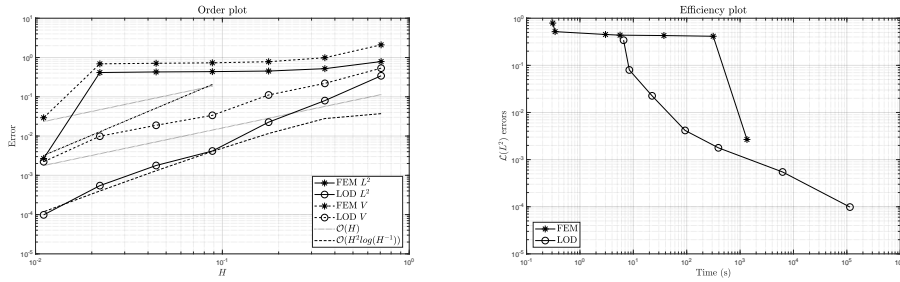 Order plot
Error
10^1
10^0
10^-1
10^-2
10^-3
10^-4
10^-5
10^-2
10^-1
10^0
H
FEM L^2
LOD L^2
FEM V
LOD V
O(H)
O(H^2log(H^-1))
Efficiency plot
L(L^2) errors
10^0
10^-1
10^-2
10^-3
10^-4
10^-5
10^-1
10^0
10^1
10^2
10^3
10^4
10^5
10^6
Time (s)
FEM
LOD